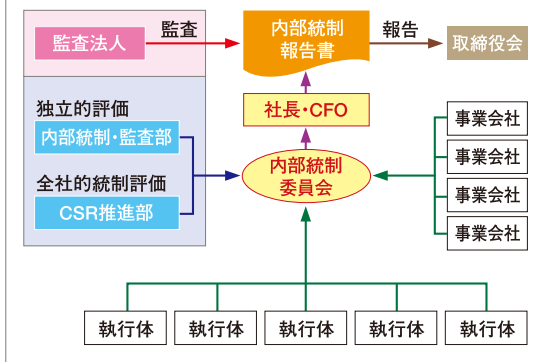 監査法人
監査
内部統制
報告書
報告
取締役会
独立的評価
内部統制・監査部
全社的統制評価
CSR推進部
社長・CFO
内部統制
委員会
事業会社
事業会社
事業会社
事業会社
執行体
執行体
執行体
執行体
執行体